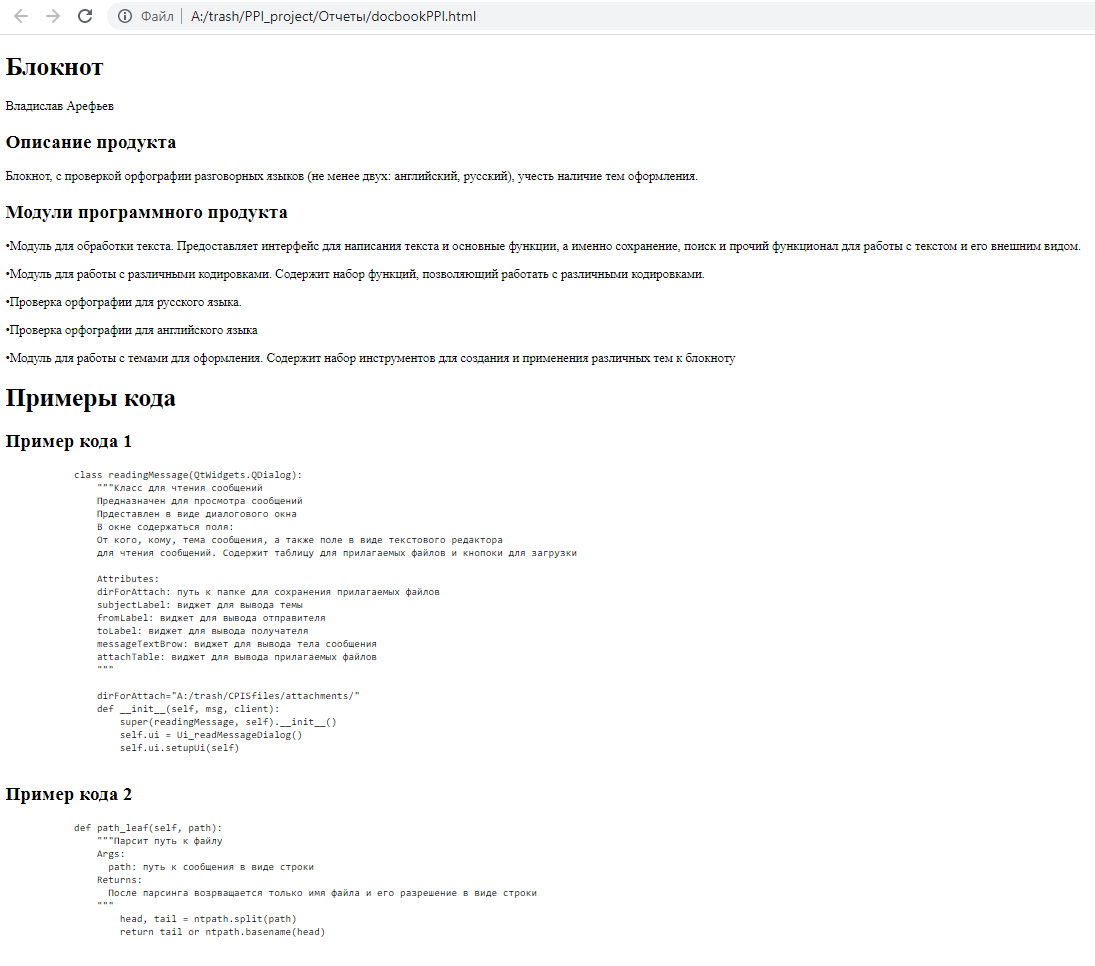 Файл | A:/trash/PPI_project/Отчеты/docbookPPI.html
Блокнот
Владислав Арефьев
Описание продукта
Блокнот, с проверкой орфографии разговорных языков (не менее двух: английский, русский), учесть наличие тем оформления.
Модули программного продукта
•Модуль для обработки текста. Предоставляет интерфейс для написания текста и основные функции, а именно сохранение, поиск и прочий функционал для работы с текстом и его внешним видом.
•Модуль для работы с различными кодировками. Содержит набор функций, позволяющий работать с различными кодировками.
•Проверка орфографии для русского языка.
•Проверка орфографии для английского языка
•Модуль для работы с темами для оформления. Содержит набор инструментов для создания и применения различных тем к блокноту
Примеры кода
Пример кода 1
class readingMessage(QtWidgets.QDialog):
"""Класс для чтения сообщений
Предназначен для просмотра сообщений
Прдеставлен в виде диалогового окна
В окне содержаться поля:
От кого, кому, тема сообщения, а также поле в виде текстового редактора
для чтения сообщений. Содержит таблицу для прилагаемых файлов и кнопоки для загрузки
Attributes:
dirForAttach: путь к папке для сохранения прилагаемых файлов
subjectLabel: виджет для вывода темы
fromLabel: виджет для вывода отправителя
toLabel: виджет для вывода получателя
messageTextBrow: виджет для вывода тела сообщения
attachTable: виджет для вывода прилагаемых файлов
"""
dirForAttach="A:/trash/CPISfiles/attachments/"
def __init__(self, msg, client):
super(readingMessage, self).__init__()
self.ui = Ui_readMessageDialog()
self.ui.setupUi(self)
Пример кода 2
def path_leaf(self, path):
"""Парсит путь к файлу
Args:
path: путь к сообщения в виде строки
Returns:
После парсинга возрващается только имя файла и его разрешение в виде строки
"""
head, tail = ntpath.split(path)
return tail or ntpath.basename(head)